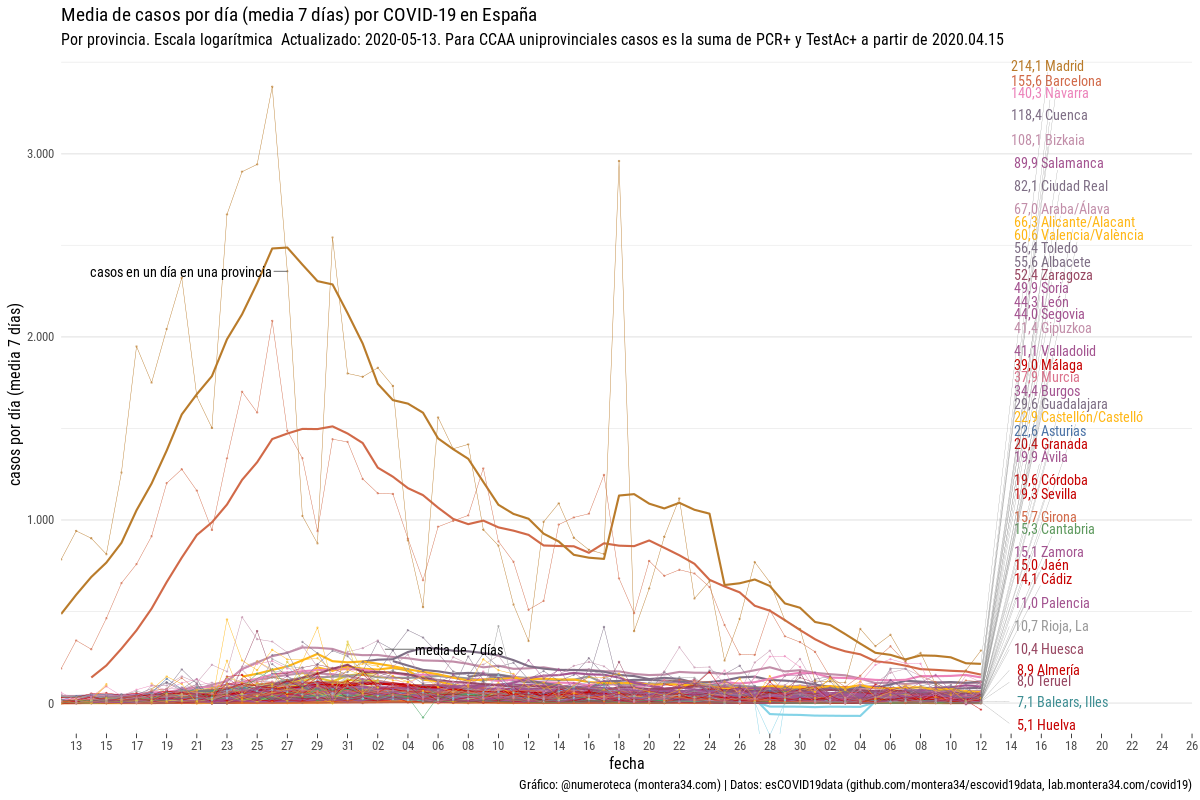 Media de casos por día (media 7 días) por COVID-19 en España
Por provincia. Escala logarítmica  Actualizado: 2020-05-13. Para CCAA uniprovinciales casos es la suma de PCR+ y TestAc+ a partir de 2020.04.15
214,1 Madrid
155,6 Barcelona
140,3 Navarra
118,4 Cuenca
108,1 Bizkaia
89,9 Salamanca
82,1 Ciudad Real
67,0 Araba/Álava
66,3 Alicante/Alacant
60,6 Valencia/València
56,4 Toledo
55,6 Albacete
52,4 Zaragoza
49,9 Soria
44,3 León
44,0 Segovia
41,4 Gipuzkoa
41,1 Valladolid
39,0 Málaga
37,9 Murcia
34,4 Burgos
29,6 Guadalajara
22,9 Castellón/Castelló
22,6 Asturias
20,4 Granada
19,9 Ávila
19,6 Córdoba
19,3 Sevilla
15,7 Girona
15,3 Cantabria
15,1 Zamora
15,0 Jaén
14,1 Cádiz
11,0 Palencia
10,7 Rioja, La
10,4 Huesca
8,9 Almería
8,0 Teruel
7,1 Balears, Illes
5,1 Huelva
casos por día (media 7 días)
3.000
2.000
1.000
0
casos en un día en una provincia
media de 7 días
13 15 17 19 21 23 25 27 29 31 02 04 06 08 10 12 14 16 18 20 22 24 26 28 30 02 04 06 08 10 12 14 16 18 20 22 24 26
fecha
Gráfico: @numeroteca (montera34.com) | Datos: esCOVID19data (github.com/montera34/escovid19data, lab.montera34.com/covid19)